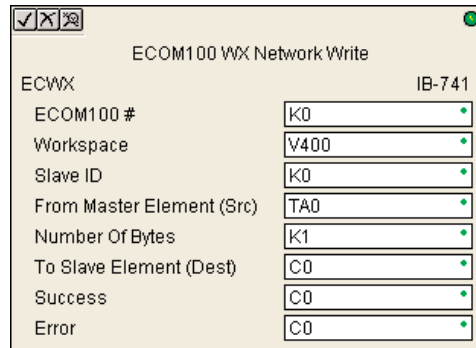 ECOM100 WX Network Write
ECWX IB-741
ECOM100 # K0
Workspace V400
Slave ID K0
From Master Element (Src) TA0
Number Of Bytes K1
To Slave Element (Dest) C0
Success C0
Error C0